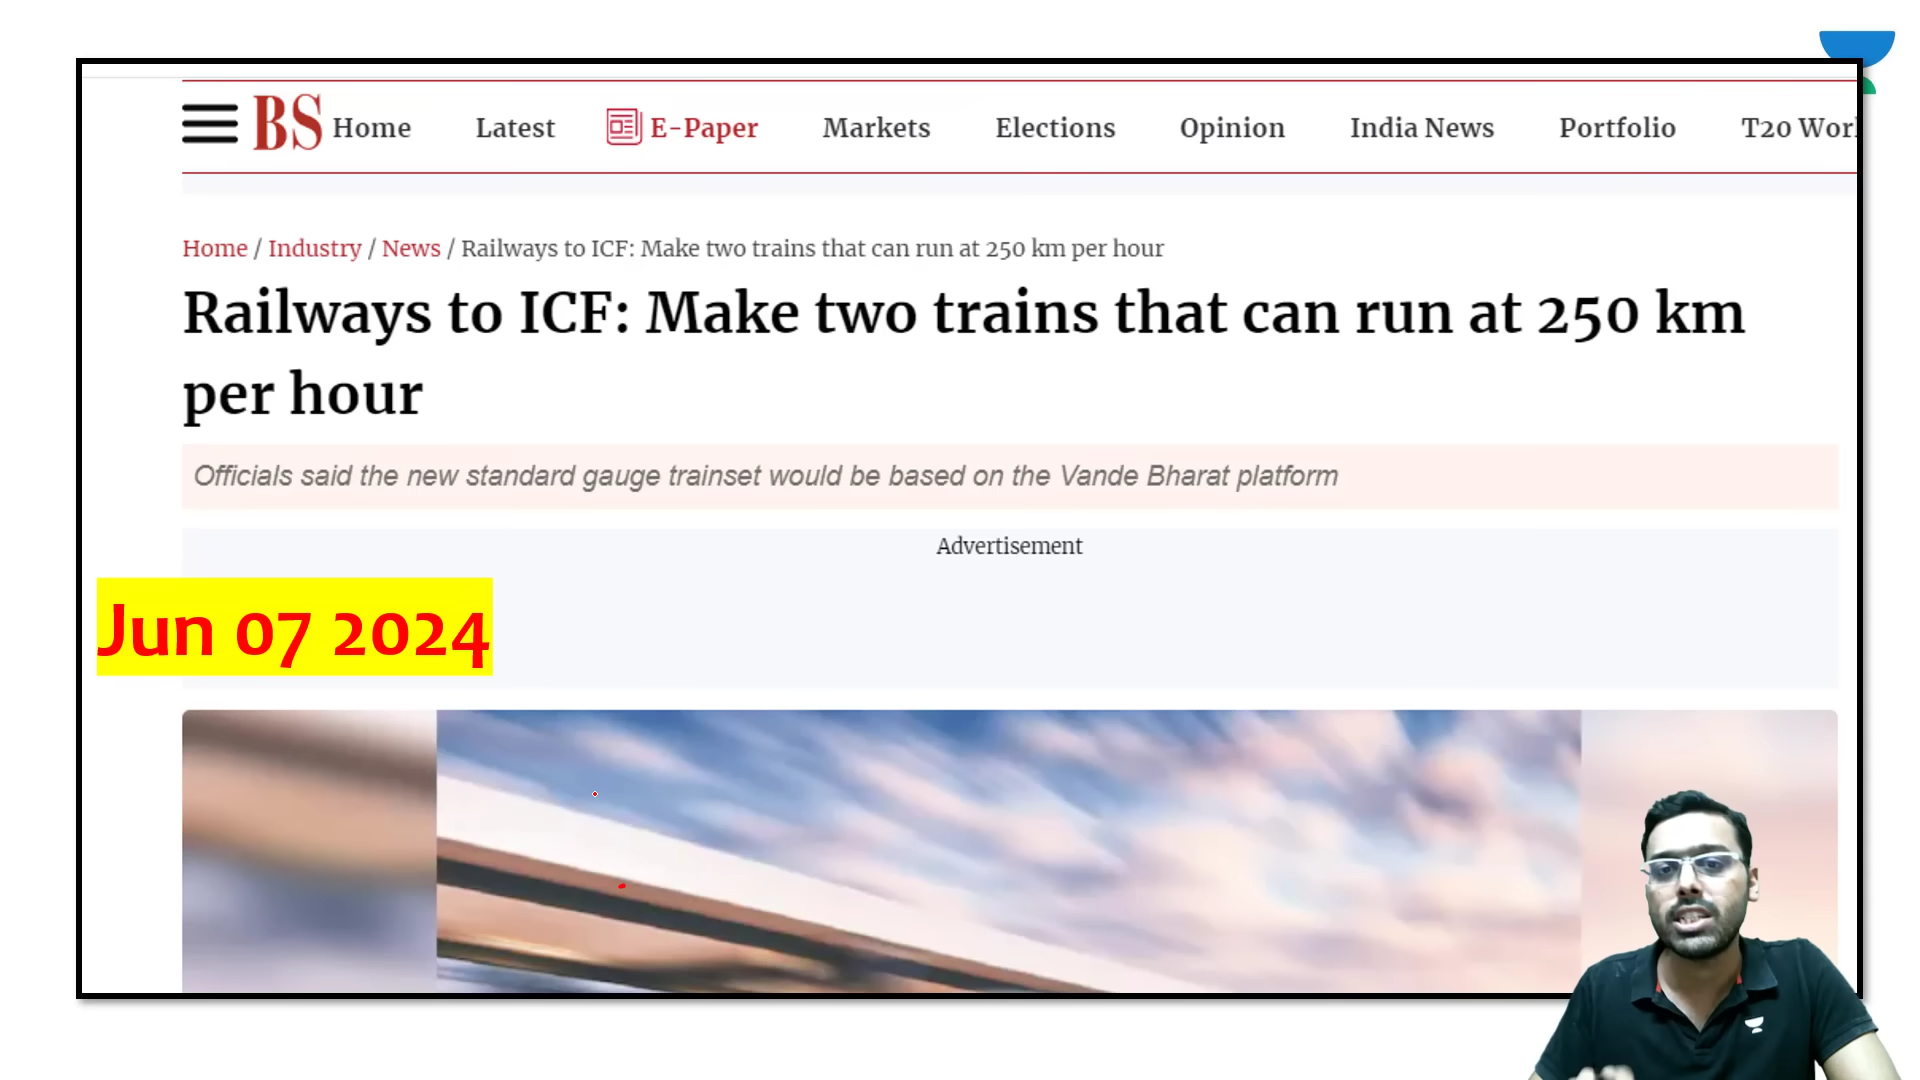 BS Home Latest E-Paper Markets Elections Opinion India News Portfolio T20 Worl
Home / Industry / News / Railways to ICF: Make two trains that can run at 250 km per hour
Railways to ICF: Make two trains that can run at 250 km
per hour
Officials said the new standard gauge trainset would be based on the Vande Bharat platform
Advertisement
Jun 07 2024